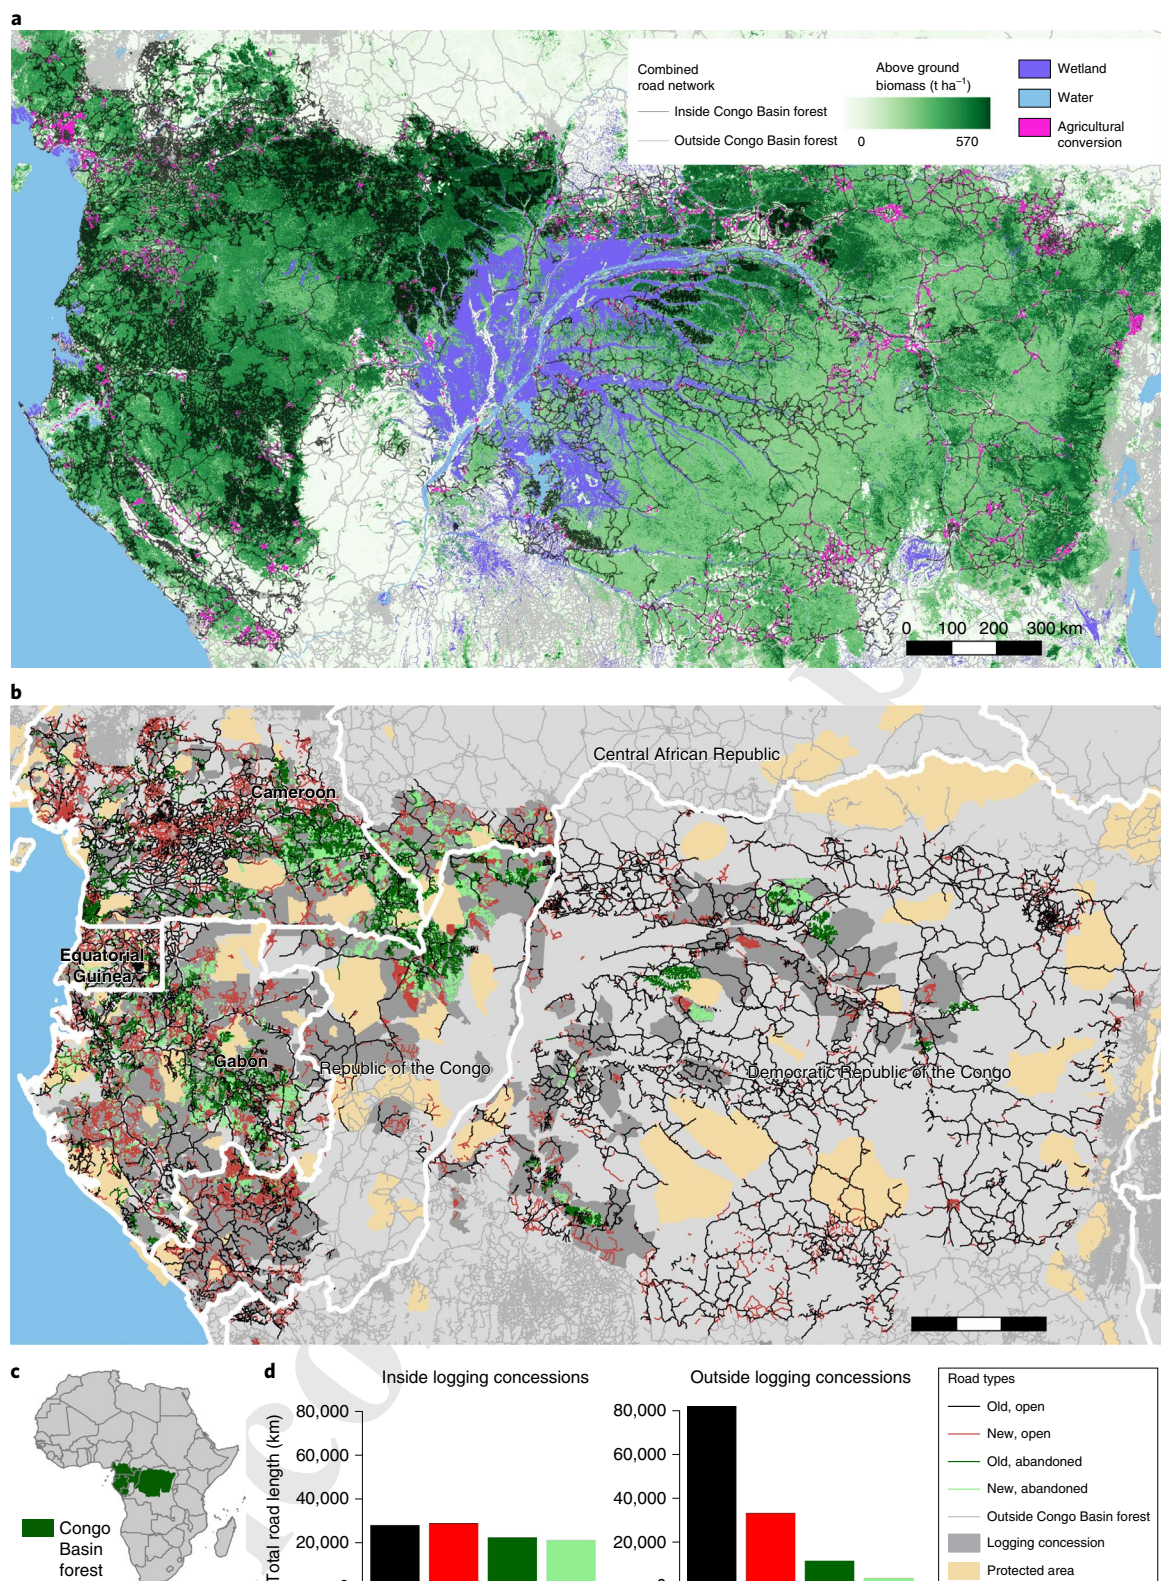 a
Combined
road network
Inside Congo Basin forest
Outside Congo Basin forest
Above ground
biomass (t ha⁻¹)
0
570
Wetland
Water
Agricultural
conversion
0 100 200 300 km
b
Central African Republic
Cameroon
Equatorial
Guinea
Gabon
Republic of the Congo
Democratic Republic of the Congo
c
Congo
Basin
forest
d
Inside logging concessions
Total road length (km)
80,000
60,000
40,000
20,000
Outside logging concessions
80,000
60,000
40,000
20,000
Road types
Old, open
New, open
Old, abandoned
New, abandoned
Outside Congo Basin forest
Logging concession
Protected area